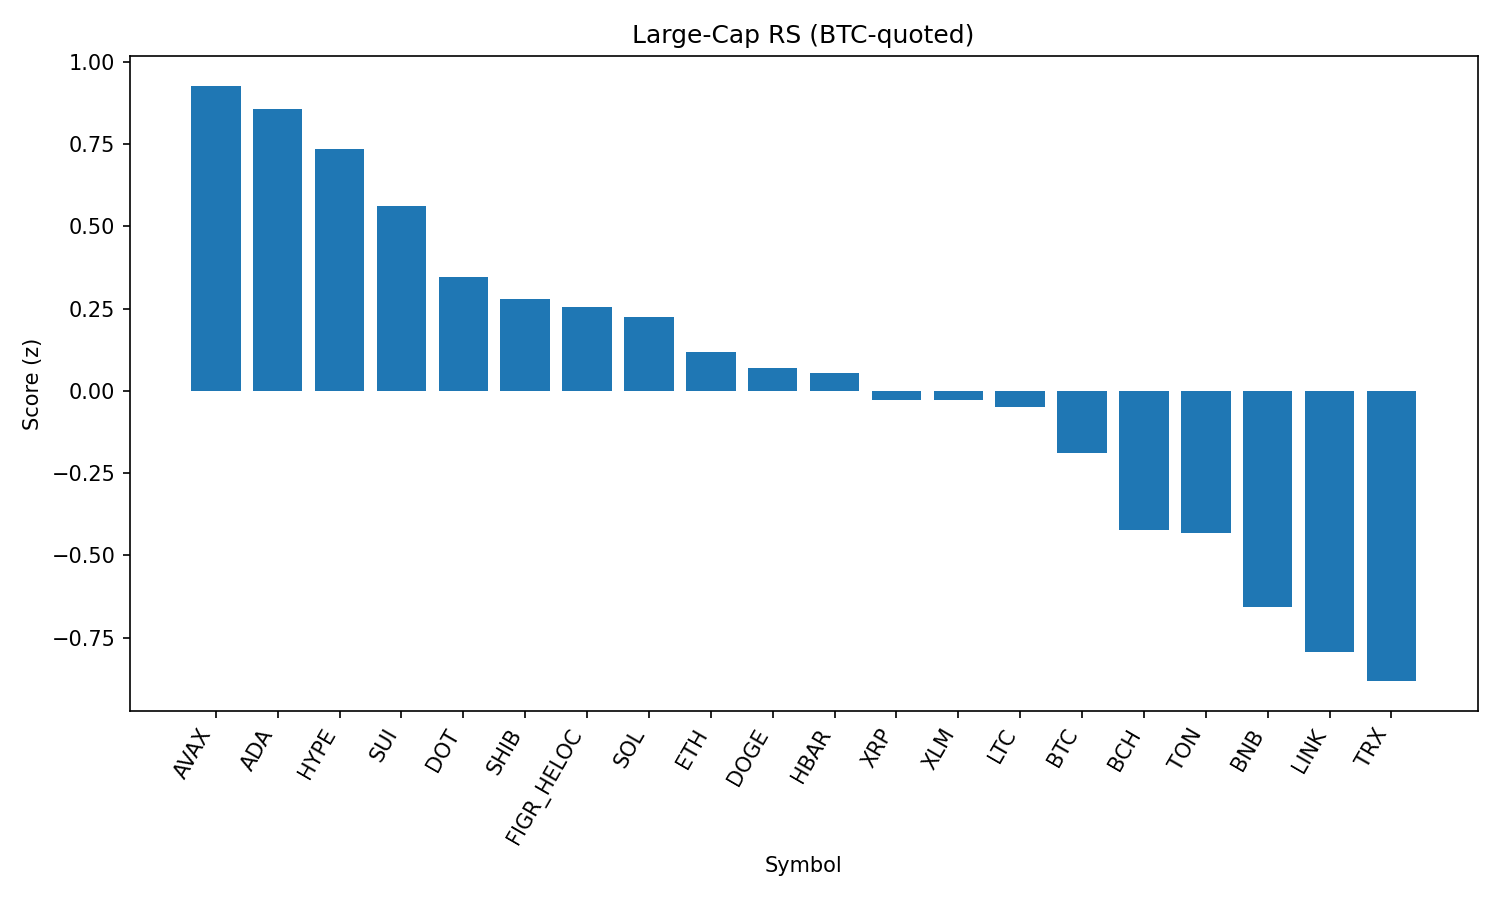 Large-Cap RS (BTC-quoted)
Score (z)
1.00
0.75
0.50
0.25
0.00
−0.25
−0.50
−0.75
AVAX
ADA
HYPE
SUI
DOT
SHIB
FIGR_HELOC
SOL
ETH
DOGE
HBAR
XRP
XLM
LTC
BTC
BCH
TON
BNB
LINK
TRX
Symbol